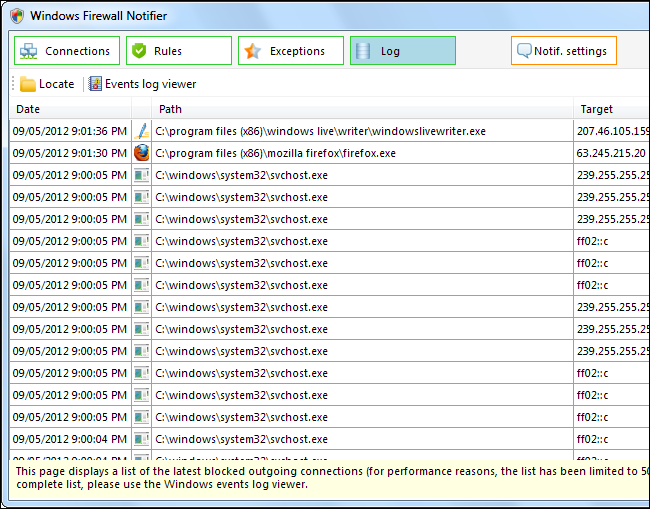 Windows Firewall Notifier
Connections Rules Exceptions Log Notif. settings
Locate Events log viewer
Date Path Target
09/05/2012 9:01:36 PM C:\program files (x86)\windows live\writer\windowslivewriter.exe 207.46.105.159
09/05/2012 9:01:30 PM C:\program files (x86)\mozilla firefox\firefox.exe 63.245.215.20
09/05/2012 9:00:05 PM C:\windows\system32\svchost.exe 239.255.255.25
09/05/2012 9:00:05 PM C:\windows\system32\svchost.exe 239.255.255.25
09/05/2012 9:00:05 PM C:\windows\system32\svchost.exe 239.255.255.25
09/05/2012 9:00:05 PM C:\windows\system32\svchost.exe ff02::c
09/05/2012 9:00:05 PM C:\windows\system32\svchost.exe ff02::c
09/05/2012 9:00:05 PM C:\windows\system32\svchost.exe ff02::c
09/05/2012 9:00:05 PM C:\windows\system32\svchost.exe 239.255.255.25
09/05/2012 9:00:05 PM C:\windows\system32\svchost.exe 239.255.255.25
09/05/2012 9:00:05 PM C:\windows\system32\svchost.exe 239.255.255.25
09/05/2012 9:00:05 PM C:\windows\system32\svchost.exe ff02::c
09/05/2012 9:00:05 PM C:\windows\system32\svchost.exe ff02::c
09/05/2012 9:00:05 PM C:\windows\system32\svchost.exe ff02::c
09/05/2012 9:00:04 PM C:\windows\system32\svchost.exe ff02::c
09/05/2012 9:00:04 PM C:\windows\system32\svchost.exe ff02::c
This page displays a list of the latest blocked outgoing connections (for performance reasons, the list has been limited to 50
complete list, please use the Windows events log viewer.